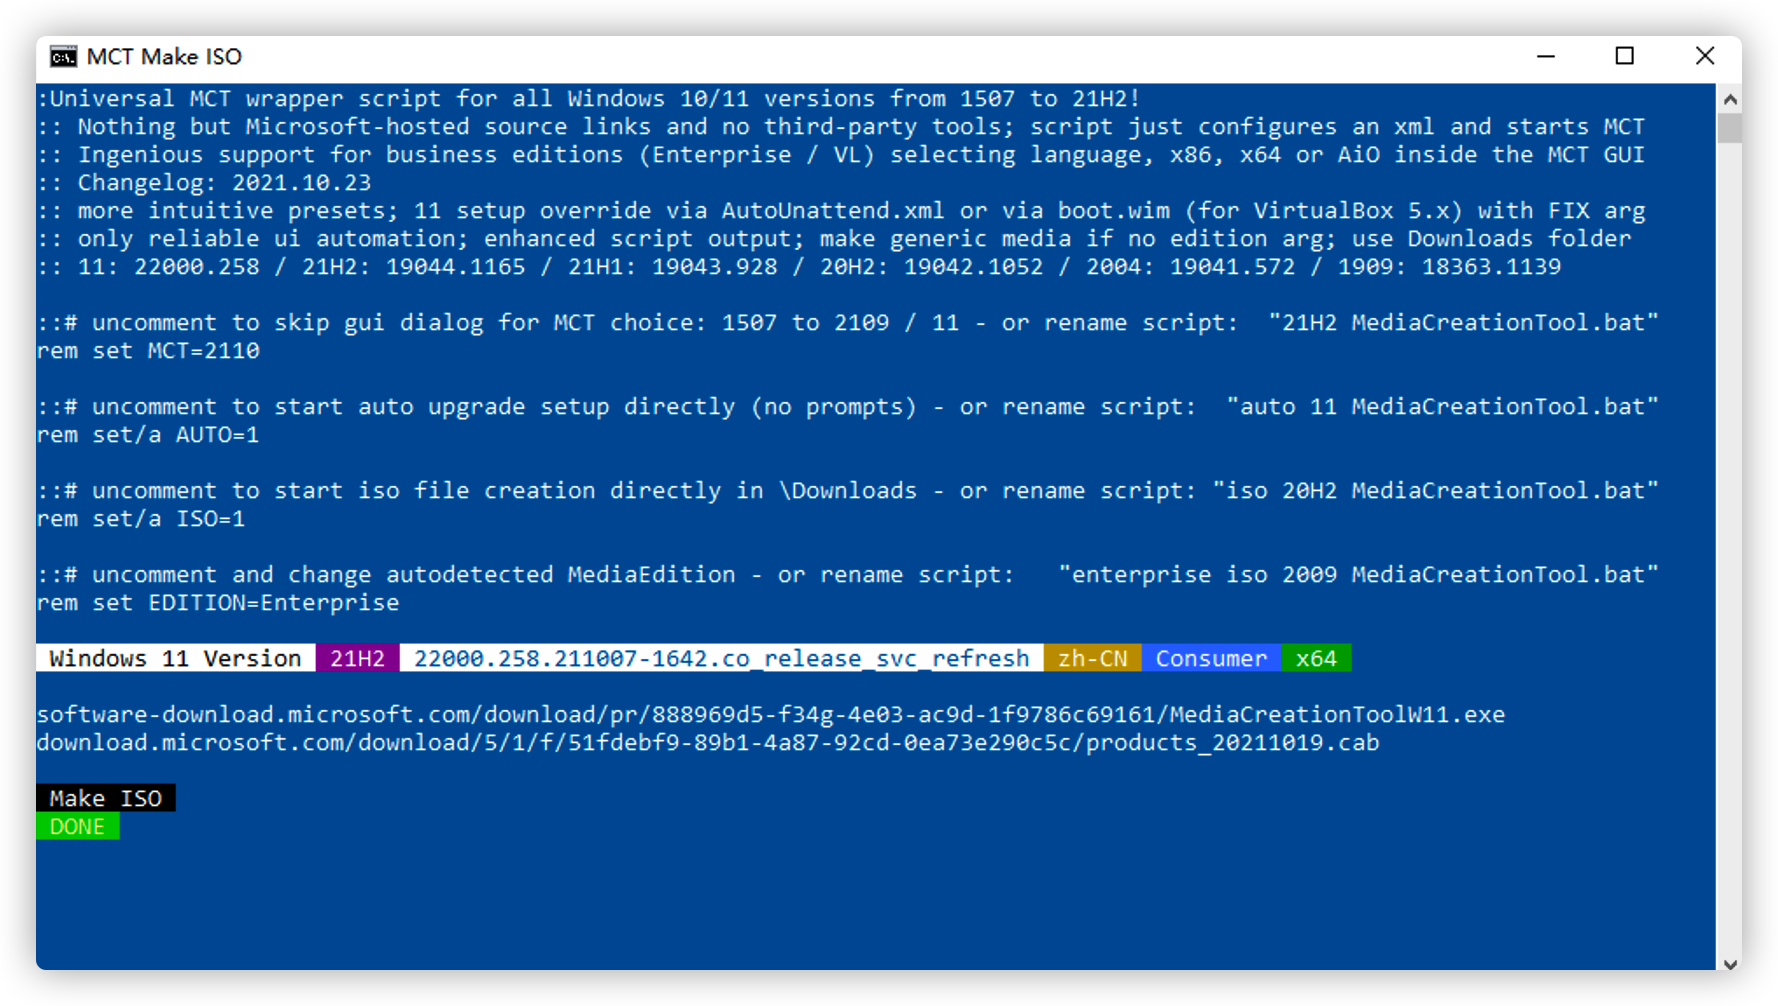 MCT Make ISO
:Universal MCT wrapper script for all Windows 10/11 versions from 1507 to 21H2!
:: Nothing but Microsoft-hosted source links and no third-party tools; script just configures an xml and starts MCT
:: Ingenious support for business editions (Enterprise / VL) selecting language, x86, x64 or AiO inside the MCT GUI
:: Changelog: 2021.10.23
:: more intuitive presets; 11 setup override via AutoUnattend.xml or via boot.wim (for VirtualBox 5.x) with FIX arg
:: only reliable ui automation; enhanced script output; make generic media if no edition arg; use Downloads folder
:: 11: 22000.258 / 21H2: 19044.1165 / 21H1: 19043.928 / 20H2: 19042.1052 / 2004: 19041.572 / 1909: 18363.1139
::# uncomment to skip gui dialog for MCT choice: 1507 to 2109 / 11 - or rename script:  "21H2 MediaCreationTool.bat"
rem set MCT=2110
::# uncomment to start auto upgrade setup directly (no prompts) - or rename script:  "auto 11 MediaCreationTool.bat"
rem set/a AUTO=1
::# uncomment to start iso file creation directly in \Downloads - or rename script: "iso 20H2 MediaCreationTool.bat"
rem set/a ISO=1
::# uncomment and change autodetected MediaEdition - or rename script:   "enterprise iso 2009 MediaCreationTool.bat"
rem set EDITION=Enterprise
Windows 11 Version 21H2 22000.258.211007-1642.co_release_svc_refresh zh-CN Consumer x64
software-download.microsoft.com/download/pr/888969d5-f34g-4e03-ac9d-1f9786c69161/MediaCreationToolW11.exe
download.microsoft.com/download/5/1/f/51fdebf9-89b1-4a87-92cd-0ea73e290c5c/products_20211019.cab
Make ISO
DONE